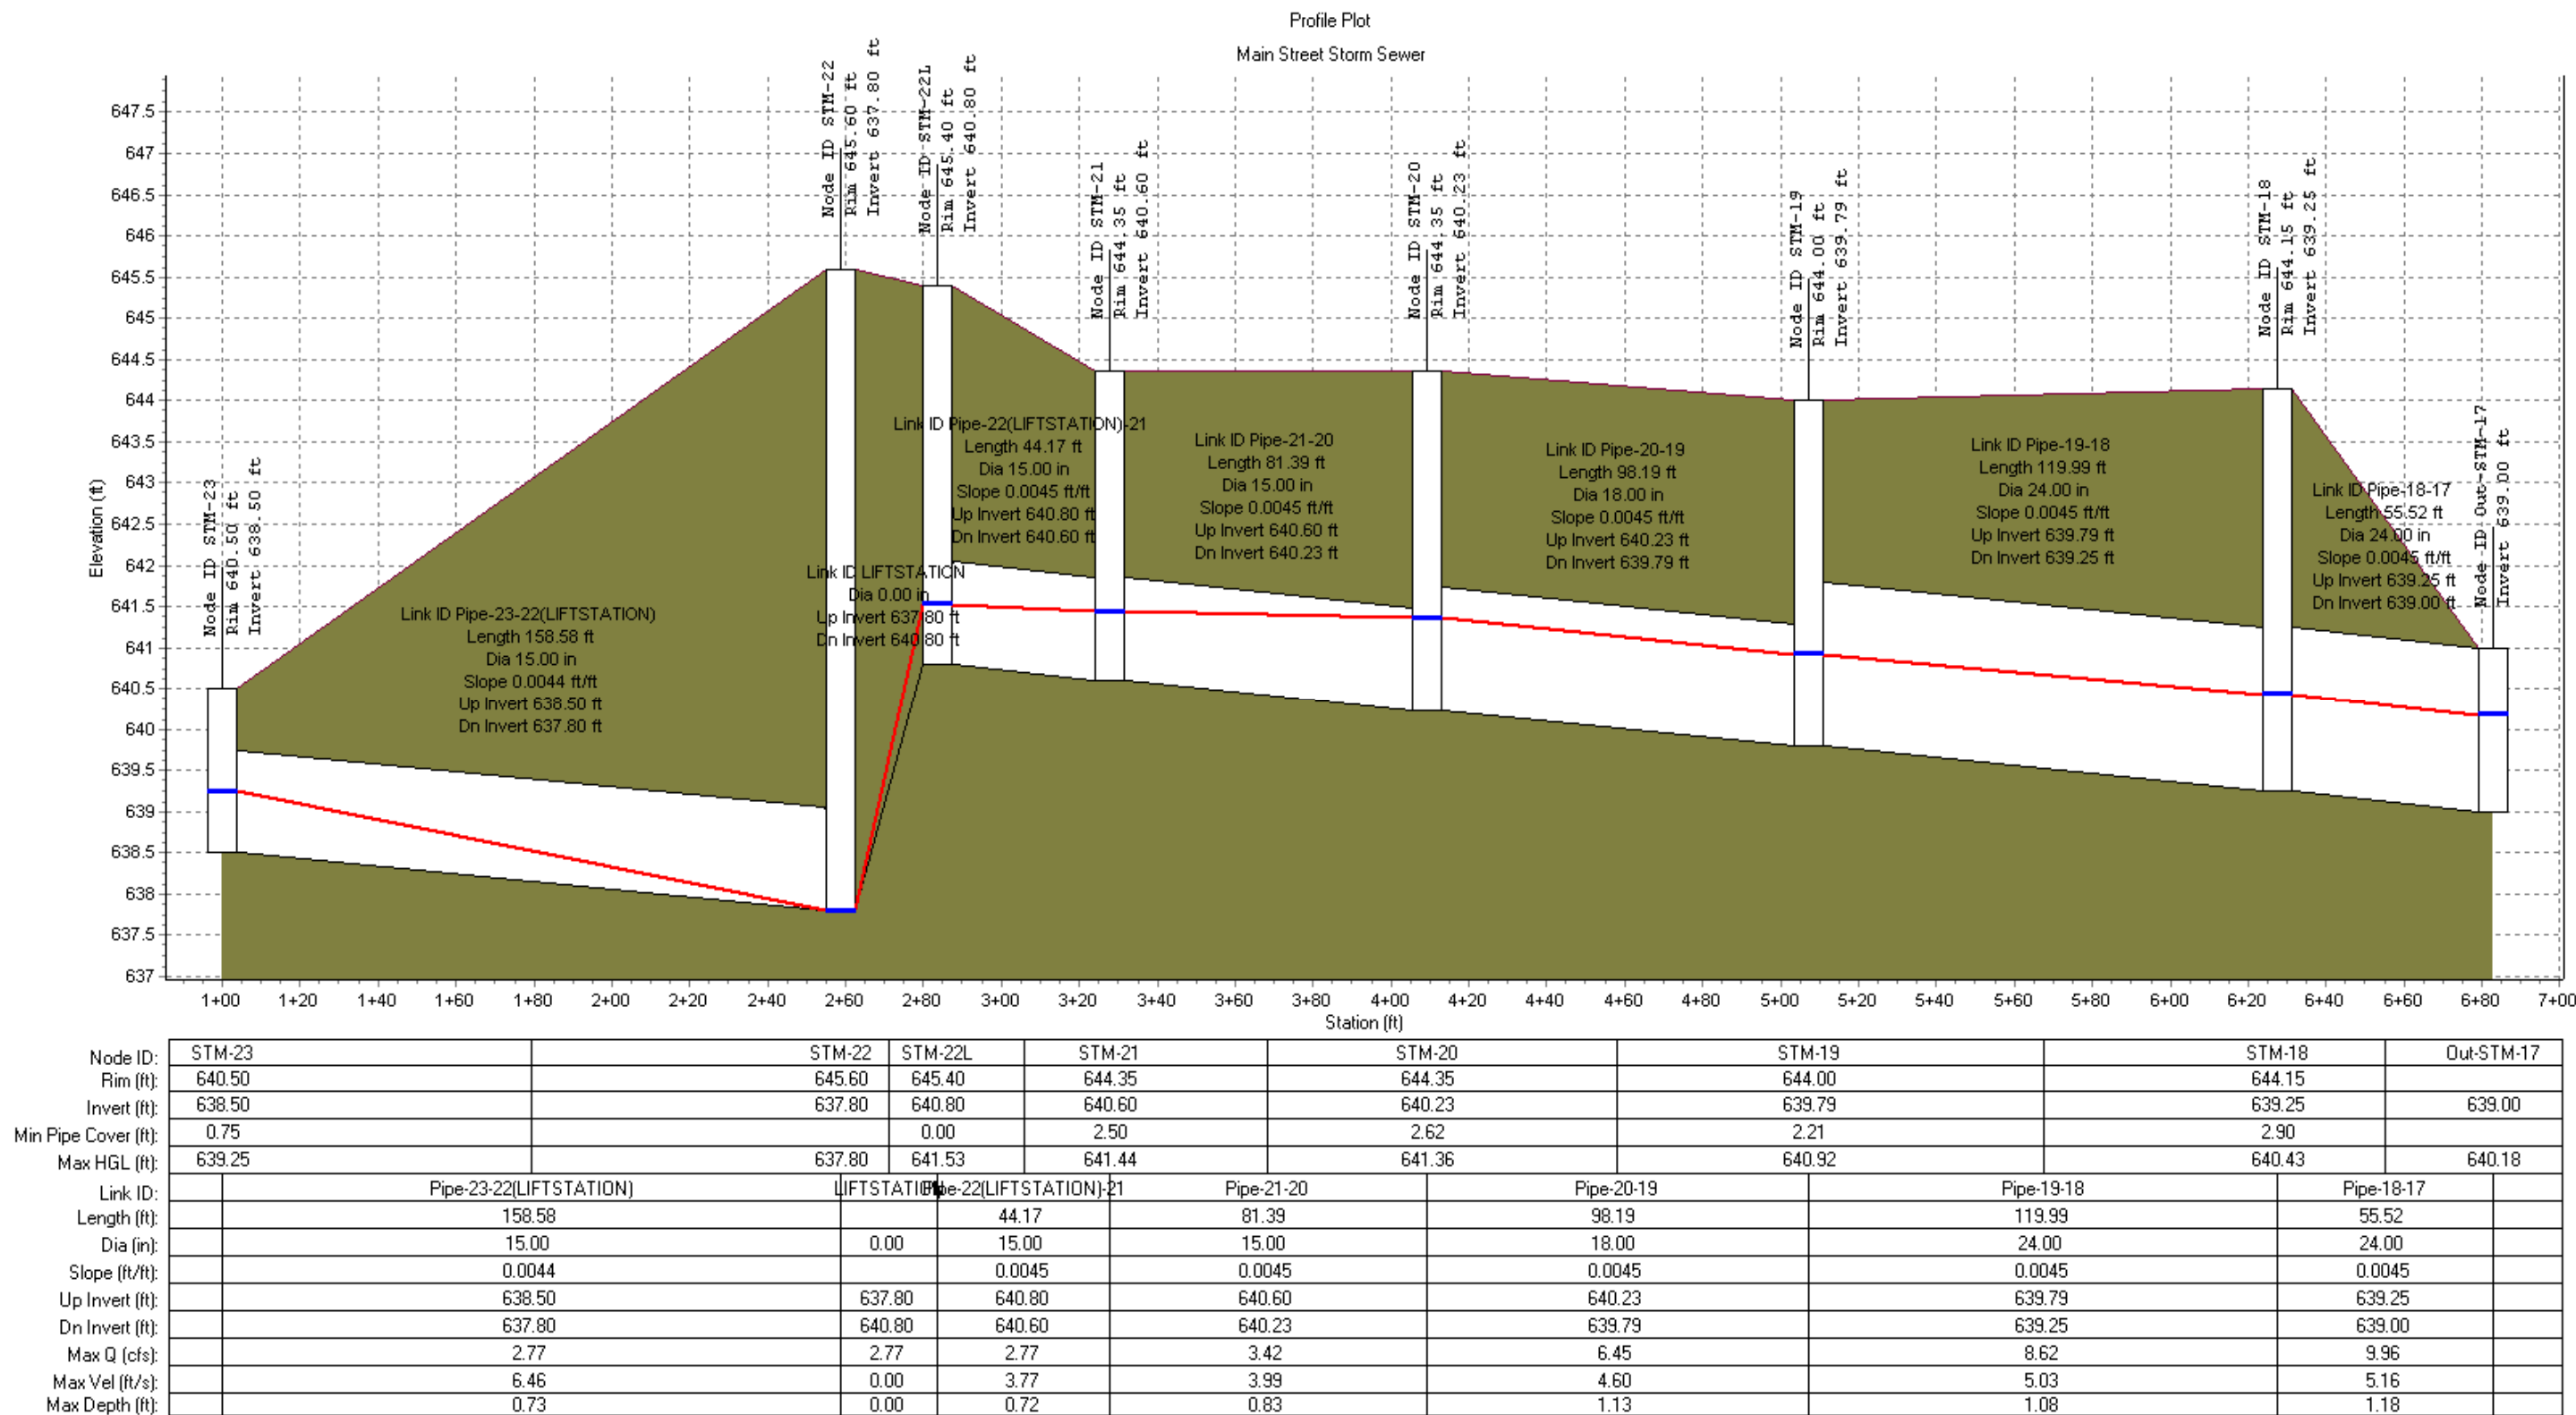 Profile Plot
Main Street Storm Sewer
Elevation (ft)
647.5
647
646.5
646
645.5
645
644.5
644
643.5
643
642.5
642
641.5
641
640.5
640
639.5
639
638.5
638
637.5
637
Node ID STM-23
Rim 640.50 ft
Invert 638.50 ft
Node ID STM-22
Rim 645.60 ft
Invert 637.80 ft
Node ID STM-22L
Rim 645.40 ft
Invert 640.80 ft
Node ID STM-21
Rim 644.35 ft
Invert 640.60 ft
Node ID STM-20
Rim 644.35 ft
Invert 640.23 ft
Node ID STM-19
Rim 644.00 ft
Invert 639.79 ft
Node ID STM-18
Rim 644.15 ft
Invert 639.25 ft
Node ID Out-STM-17
Invert 639.00 ft
Link ID Pipe-23-22(LIFTSTATION)
Length 158.58 ft
Dia 15.00 in
Slope 0.0044 ft/ft
Up Invert 638.50 ft
Dn Invert 637.80 ft
Link ID LIFTSTATION
Dia 0.00 in
Up Invert 637.80 ft
Dn Invert 640.80 ft
Link ID Pipe-22(LIFTSTATION)-21
Length 44.17 ft
Dia 15.00 in
Slope 0.0045 ft/ft
Up Invert 640.80 ft
Dn Invert 640.60 ft
Link ID Pipe-21-20
Length 81.39 ft
Dia 15.00 in
Slope 0.0045 ft/ft
Up Invert 640.60 ft
Dn Invert 640.23 ft
Link ID Pipe-20-19
Length 98.19 ft
Dia 18.00 in
Slope 0.0045 ft/ft
Up Invert 640.23 ft
Dn Invert 639.79 ft
Link ID Pipe-19-18
Length 119.99 ft
Dia 24.00 in
Slope 0.0045 ft/ft
Up Invert 639.79 ft
Dn Invert 639.25 ft
Link ID Pipe-18-17
Length 55.52 ft
Dia 24.00 in
Slope 0.0045 ft/ft
Up Invert 639.25 ft
Dn Invert 639.00 ft
1+00 1+20 1+40 1+60 1+80 2+00 2+20 2+40 2+60 2+80 3+00 3+20 3+40 3+60 3+80 4+00 4+20 4+40 4+60 4+80 5+00 5+20 5+40 5+60 5+80 6+00 6+20 6+40 6+60 6+80 7+00
Station (ft)
Node ID: STM-23 STM-22 STM-22L STM-21 STM-20 STM-19 STM-18 Out-STM-17
Rim (ft): 640.50 645.60 645.40 644.35 644.35 644.00 644.15
Invert (ft): 638.50 637.80 640.80 640.60 640.23 639.79 639.25 639.00
Min Pipe Cover (ft): 0.75 0.00 2.50 2.62 2.21 2.90
Max HGL (ft): 639.25 637.80 641.53 641.44 641.36 640.92 640.43 640.18
Link ID: Pipe-23-22(LIFTSTATION) LIFTSTATION Pipe-22(LIFTSTATION)-21 Pipe-21-20 Pipe-20-19 Pipe-19-18 Pipe-18-17
Length (ft): 158.58 44.17 81.39 98.19 119.99 55.52
Dia (in): 15.00 0.00 15.00 15.00 18.00 24.00 24.00
Slope (ft/ft): 0.0044 0.0045 0.0045 0.0045 0.0045 0.0045
Up Invert (ft): 638.50 637.80 640.80 640.60 640.23 639.79 639.25
Dn Invert (ft): 637.80 640.80 640.60 640.23 639.79 639.25 639.00
Max Q (cfs): 2.77 2.77 2.77 3.42 6.45 8.62 9.96
Max Vel (ft/s): 6.46 0.00 3.77 3.99 4.60 5.03 5.16
Max Depth (ft): 0.73 0.00 0.72 0.83 1.13 1.08 1.18